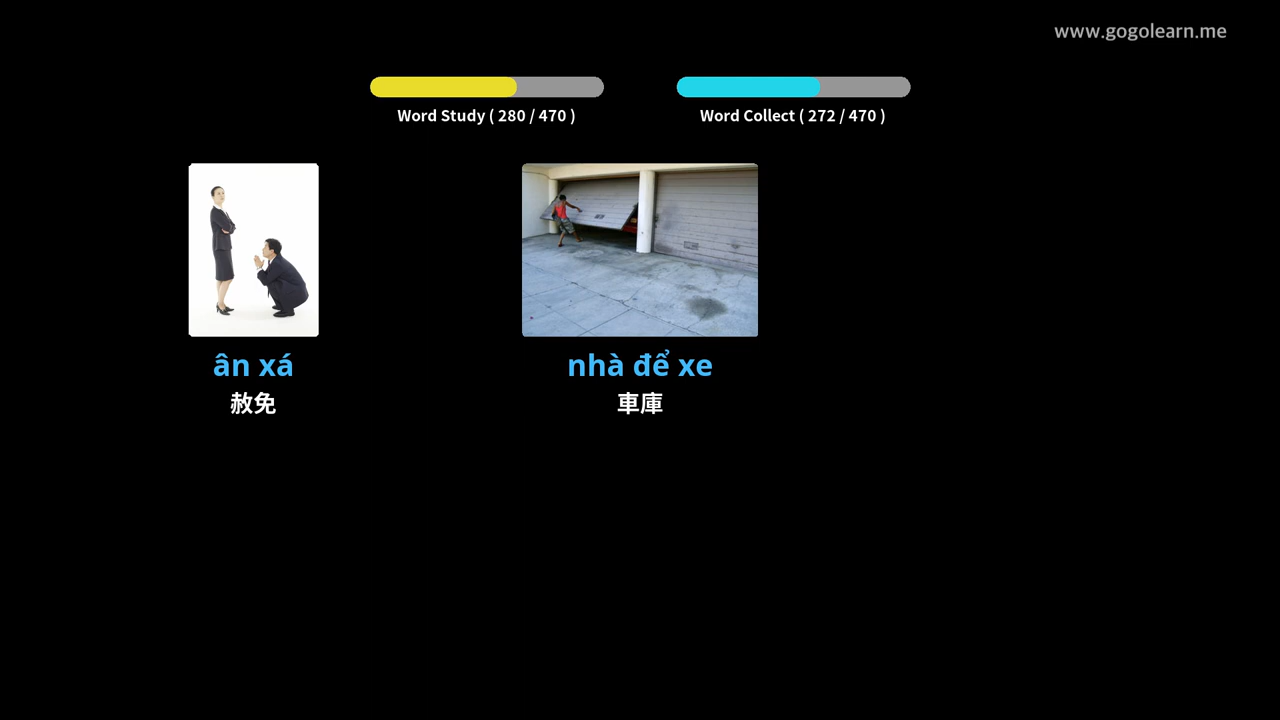 www.gogolearn.me
Word Study ( 280 / 470 )
Word Collect ( 272 / 470 )
ân xá
赦免
nhà để xe
車庫